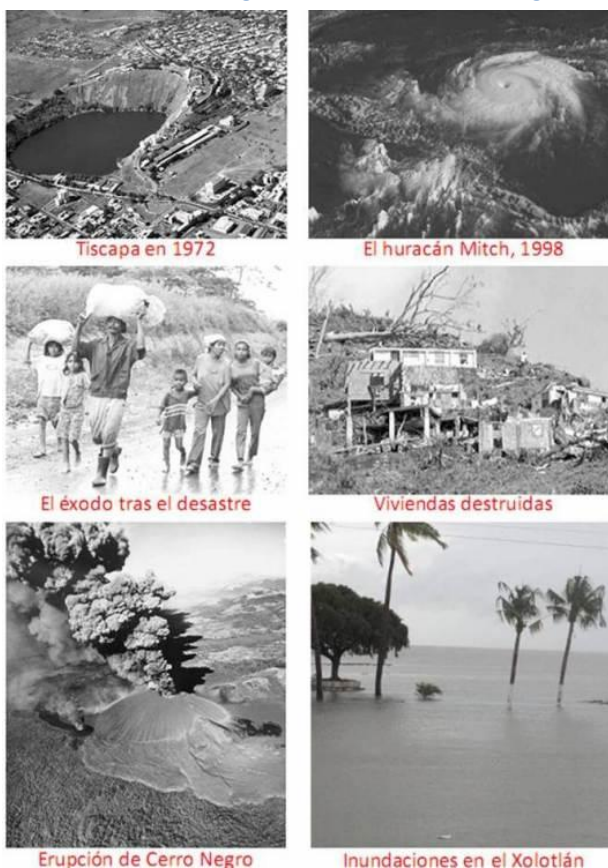 Tiscapa en 1972
El huracán Mitch, 1998
El éxodo tras el desastre
Viviendas destruidas
Erupción de Cerro Negro
Inundaciones en el Xolotlán